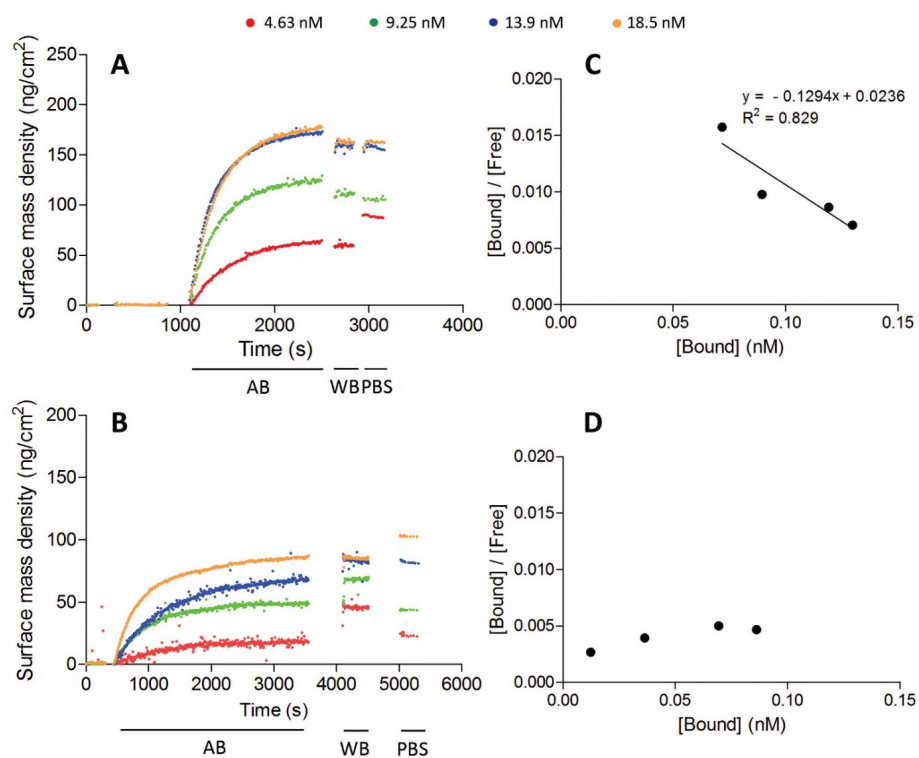 4.63 nM 9.25 nM 13.9 nM 18.5 nM
A
Surface mass density (ng/cm²)
250
200
150
100
50
0
0 1000 2000 3000 4000
Time (s)
AB WB PBS
C
[Bound] / [Free]
0.020
0.015
0.010
0.005
0.000
y = - 0.1294x + 0.0236
R² = 0.829
0.00 0.05 0.10 0.15
[Bound] (nM)
B
Surface mass density (ng/cm²)
200
150
100
50
0
0 1000 2000 3000 4000 5000 6000
Time (s)
AB WB PBS
D
[Bound] / [Free]
0.020
0.015
0.010
0.005
0.000
0.00 0.05 0.10 0.15
[Bound] (nM)